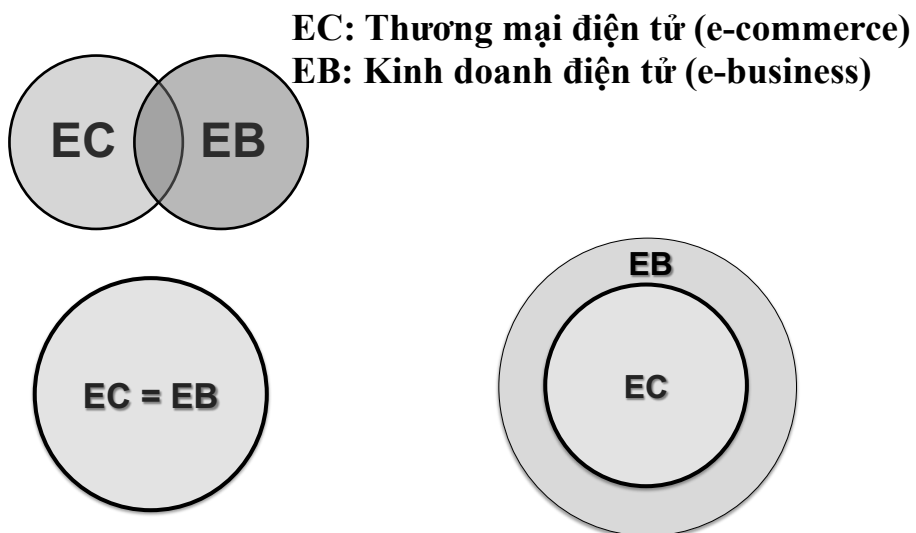 EC: Thương mại điện tử (e-commerce)
EB: Kinh doanh điện tử (e-business)
EC
EB
EC = EB
EB
EC